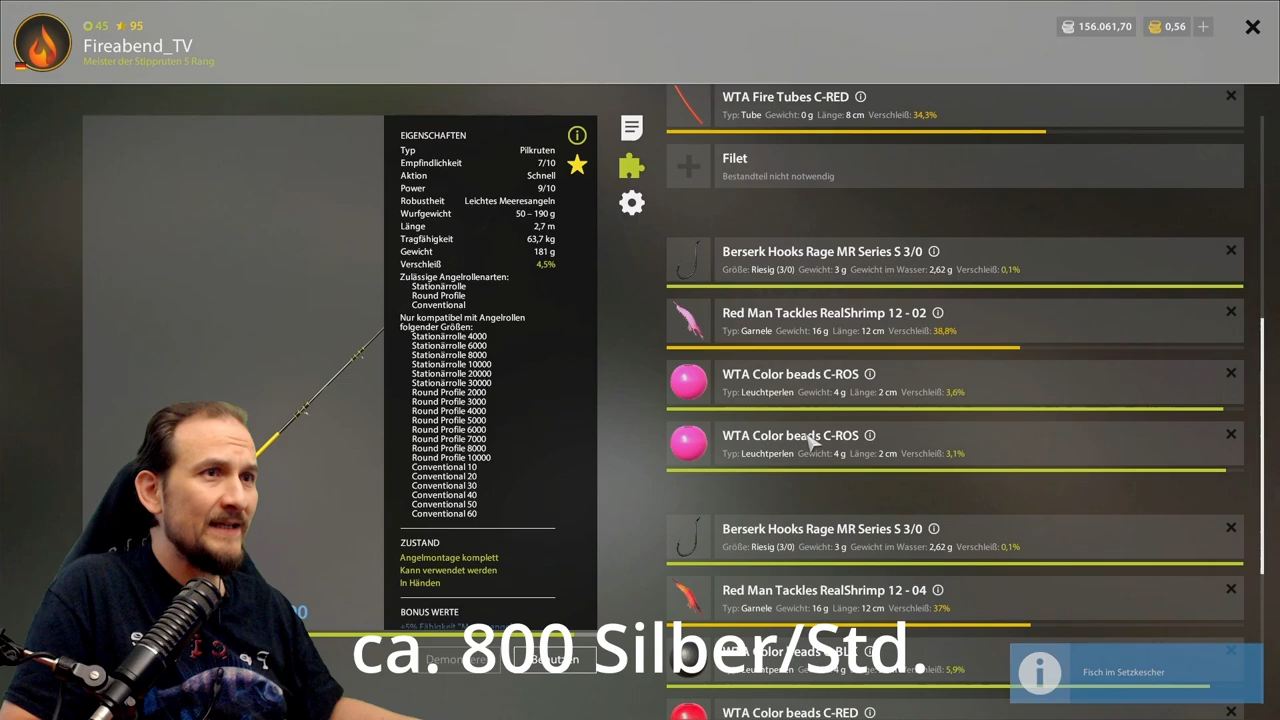 45 95
Fireabend_TV
Meister der Stippruten 5 Rang
156.061,70 0,56
EIGENSCHAFTEN
Typ Pilkruten
Empfindlichkeit 7/10
Aktion Schnell
Power 9/10
Robustheit Leichtes Meeresangeln
Wurfgewicht 50 – 190 g
Länge 2,7 m
Tragfähigkeit 63,7 kg
Gewicht 181 g
Verschleiß 4,5%
Zulässige Angelrollenarten:
Stationärrolle
Round Profile
Conventional
Nur kompatibel mit Angelrollen
folgender Größen:
Stationärrolle 4000
Stationärrolle 6000
Stationärrolle 8000
Stationärrolle 10000
Stationärrolle 20000
Stationärrolle 30000
Round Profile 2000
Round Profile 3000
Round Profile 4000
Round Profile 5000
Round Profile 6000
Round Profile 7000
Round Profile 8000
Round Profile 10000
Conventional 10
Conventional 20
Conventional 30
Conventional 40
Conventional 50
Conventional 60
ZUSTAND
Angelmontage komplett
Kann verwendet werden
In Händen
BONUS WERTE
WTA Fire Tubes C-RED
Typ: Tube Gewicht: 0 g Länge: 8 cm Verschleiß: 34,3%
Filet
Bestandteil nicht notwendig
Berserk Hooks Rage MR Series S 3/0
Größe: Riesig (3/0) Gewicht: 3 g Gewicht im Wasser: 2,62 g Verschleiß: 0,1%
Red Man Tackles RealShrimp 12 - 02
Typ: Garnele Gewicht: 16 g Länge: 12 cm Verschleiß: 38,8%
WTA Color beads C-ROS
Typ: Leuchtperlen Gewicht: 4 g Länge: 2 cm Verschleiß: 3,6%
WTA Color beads C-ROS
Typ: Leuchtperlen Gewicht: 4 g Länge: 2 cm Verschleiß: 3,1%
Berserk Hooks Rage MR Series S 3/0
Größe: Riesig (3/0) Gewicht: 3 g Gewicht im Wasser: 2,62 g Verschleiß: 0,1%
Red Man Tackles RealShrimp 12 - 04
Typ: Garnele Gewicht: 16 g Länge: 12 cm Verschleiß: 37%
5,9%
WTA Color beads C-RED
Benutzen
ca. 800 Silber/Std.
Fisch im Setzkescher